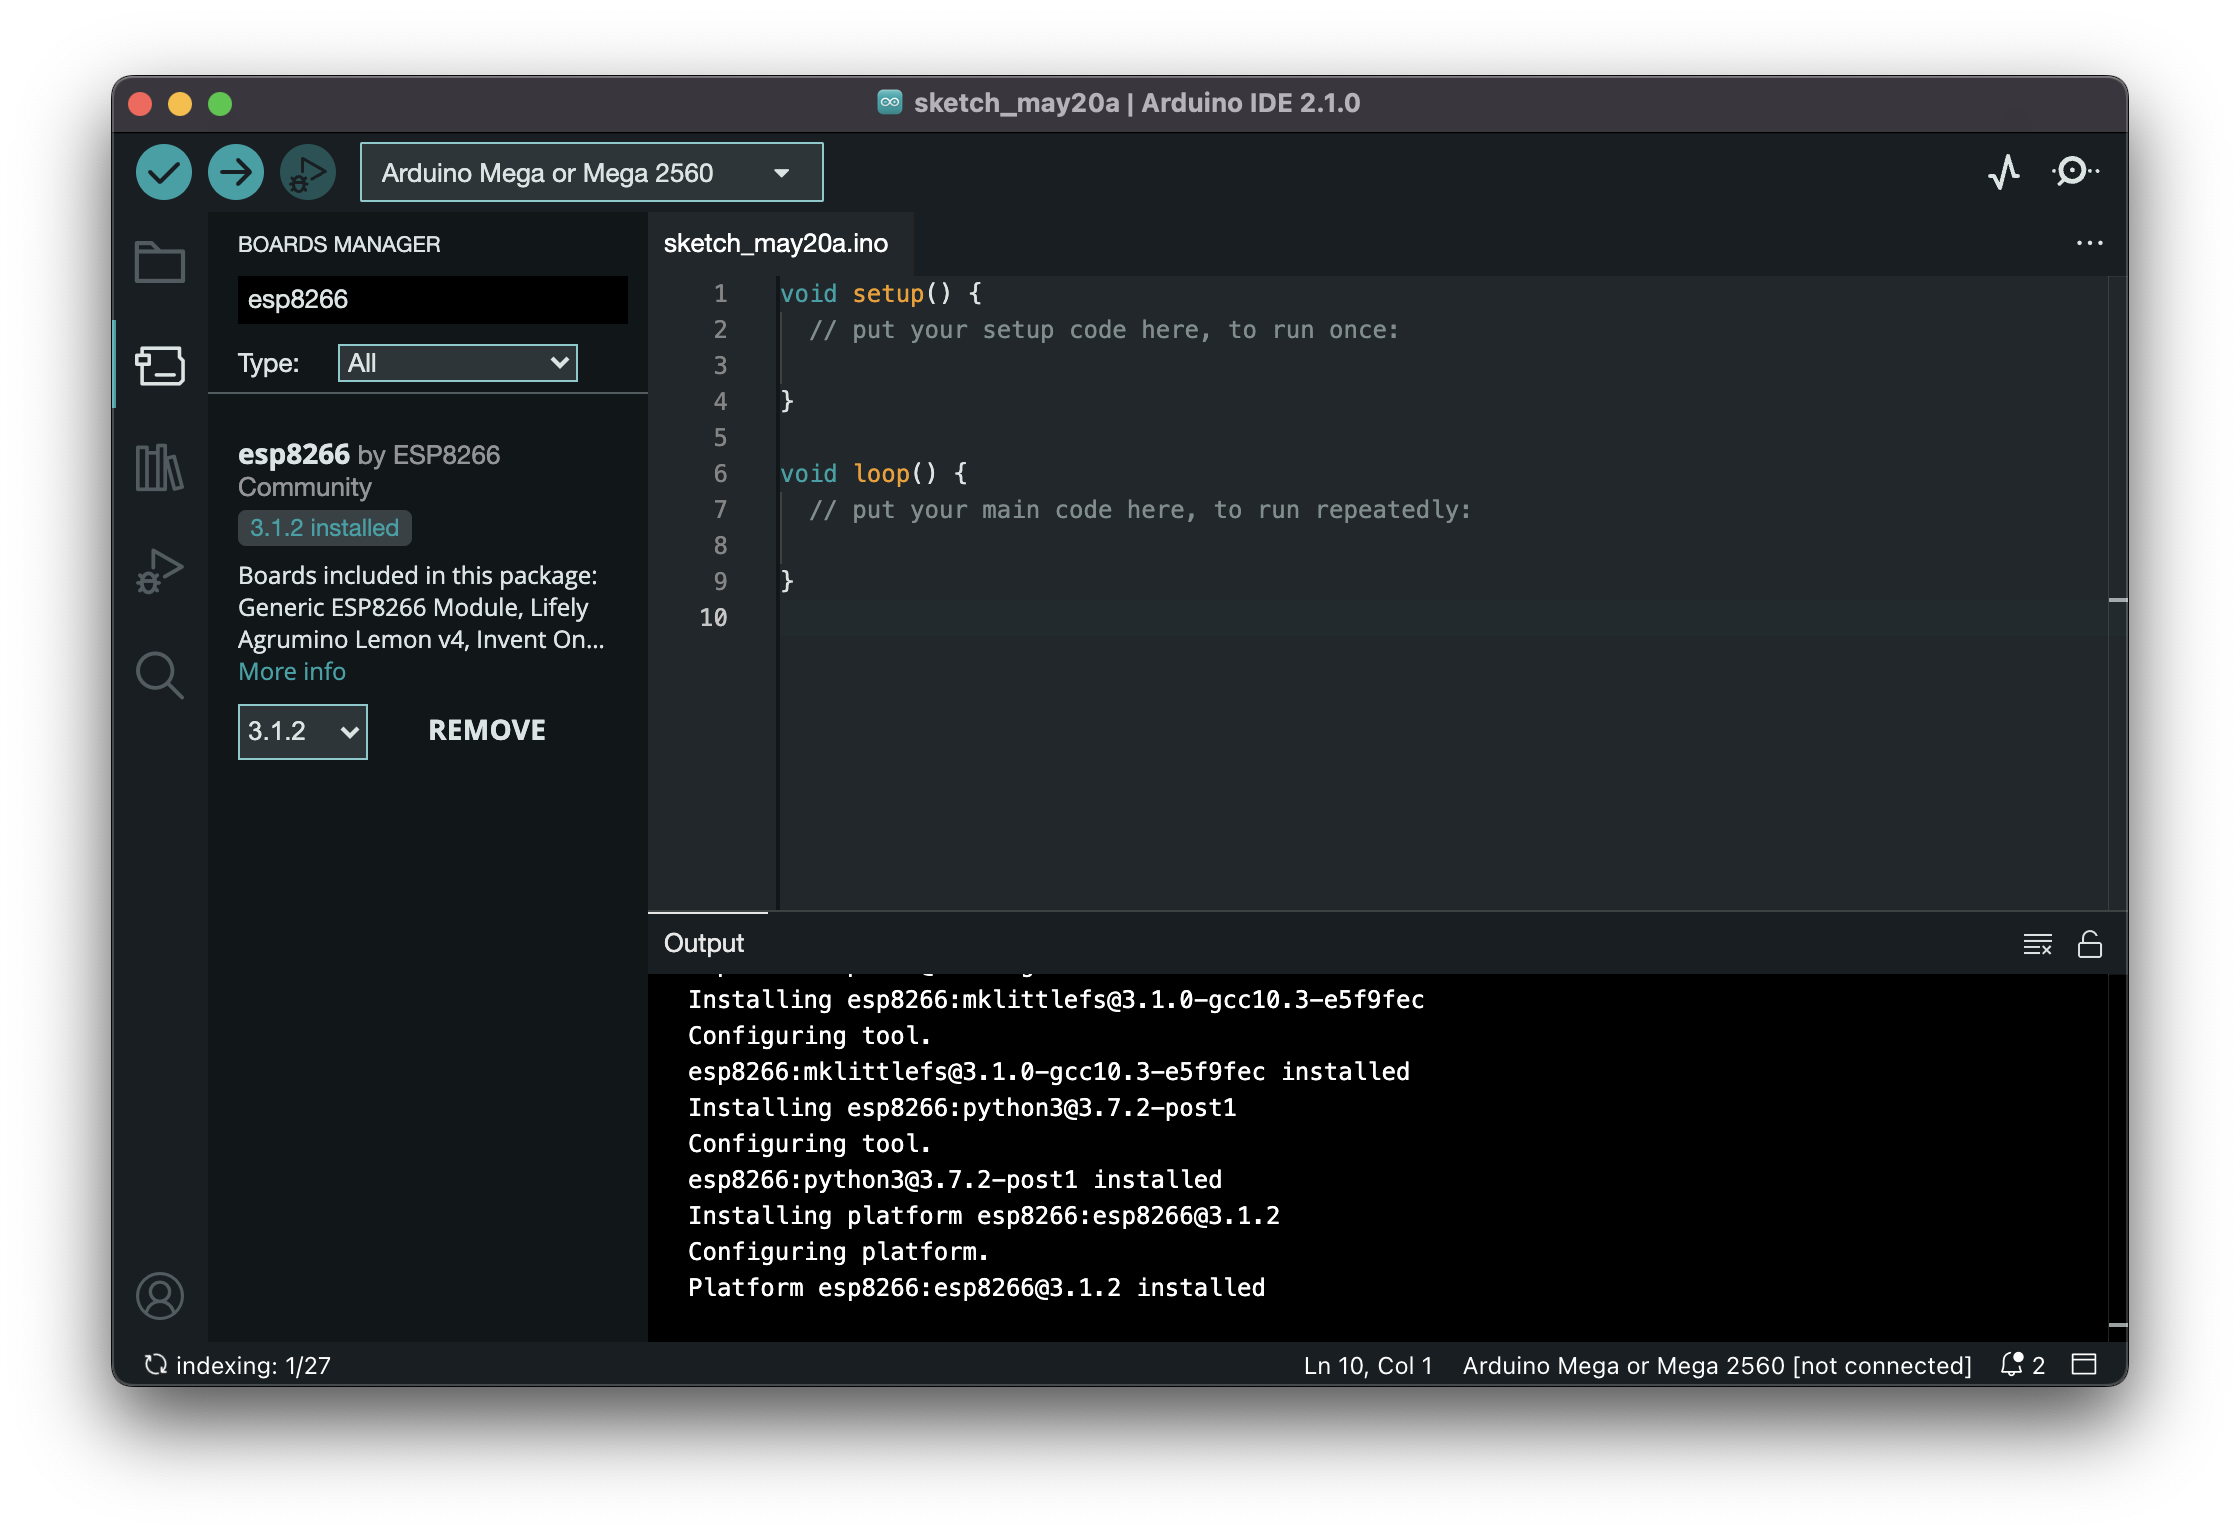 sketch_may20a | Arduino IDE 2.1.0
Arduino Mega or Mega 2560
BOARDS MANAGER
esp8266
Type: All
esp8266 by ESP8266
Community
3.1.2 installed
Boards included in this package:
Generic ESP8266 Module, Lifely
Agrumino Lemon v4, Invent On...
More info
3.1.2
REMOVE
sketch_may20a.ino
1 void setup() {
2 // put your setup code here, to run once:
3
4 }
5
6 void loop() {
7 // put your main code here, to run repeatedly:
8
9 }
10
Output
Installing esp8266:mklittlefs@3.1.0-gcc10.3-e5f9fec
Configuring tool.
esp8266:mklittlefs@3.1.0-gcc10.3-e5f9fec installed
Installing esp8266:python3@3.7.2-post1
Configuring tool.
esp8266:python3@3.7.2-post1 installed
Installing platform esp8266:esp8266@3.1.2
Configuring platform.
Platform esp8266:esp8266@3.1.2 installed
indexing: 1/27
Ln 10, Col 1
Arduino Mega or Mega 2560 [not connected]
2